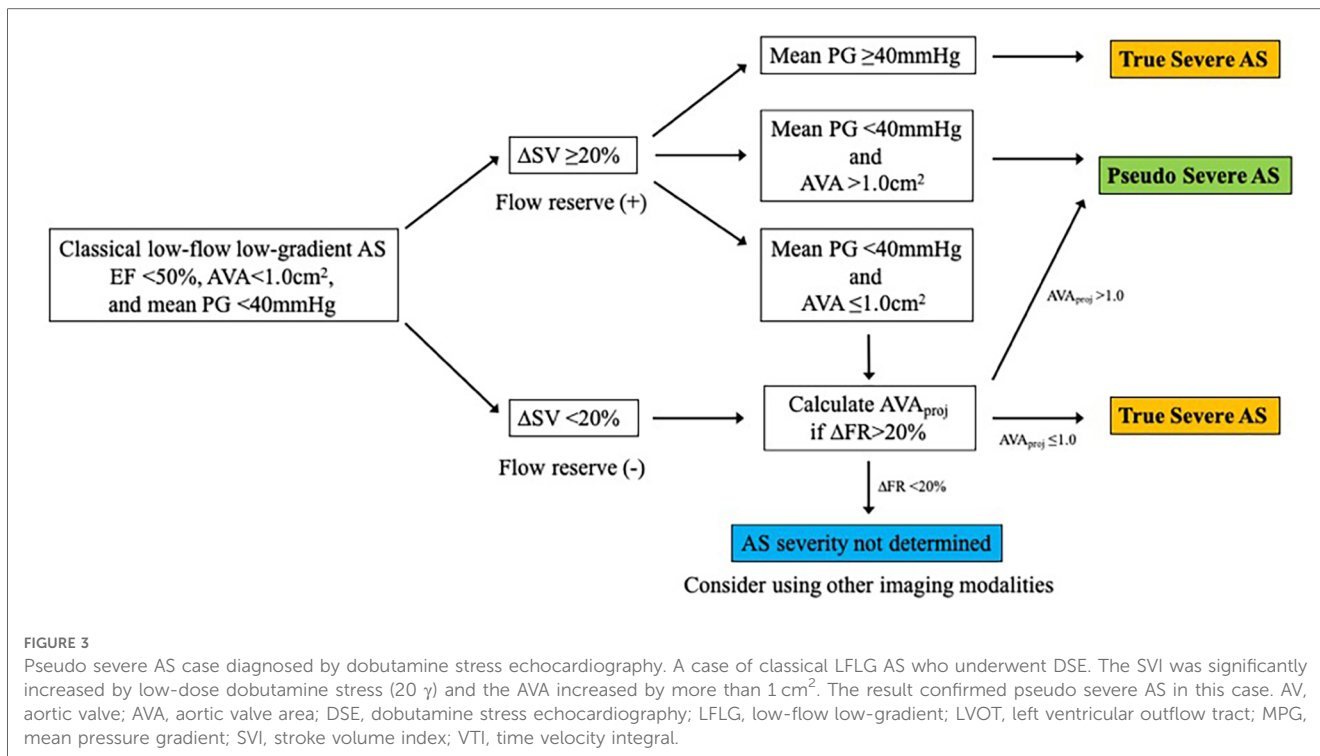 Mean PG ≥40mmHg
True Severe AS
ΔSV ≥20%
Flow reserve (+)
Mean PG <40mmHg
and
AVA >1.0cm²
Pseudo Severe AS
Classical low-flow low-gradient AS
EF <50%, AVA<1.0cm²,
and mean PG <40mmHg
Mean PG <40mmHg
and
AVA ≤1.0cm²
AVAproj >1.0
ΔSV <20%
Flow reserve (-)
Calculate AVAproj
if ΔFR>20%
True Severe AS
AVAproj ≤1.0
ΔFR <20%
AS severity not determined
Consider using other imaging modalities
FIGURE 3
Pseudo severe AS case diagnosed by dobutamine stress echocardiography. A case of classical LFLG AS who underwent DSE. The SVI was significantly
increased by low-dose dobutamine stress (20 γ) and the AVA increased by more than 1 cm². The result confirmed pseudo severe AS in this case. AV,
aortic valve; AVA, aortic valve area; DSE, dobutamine stress echocardiography; LFLG, low-flow low-gradient; LVOT, left ventricular outflow tract; MPG,
mean pressure gradient; SVI, stroke volume index; VTI, time velocity integral.